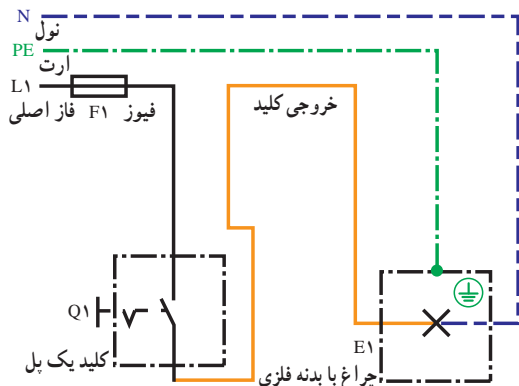 N
نول
PE
ارت
L۱
فاز اصلی
F۱
فیوز
خروجی کلید
Q۱
کلید یک پل
E۱
چراغ با بدنه فلزی